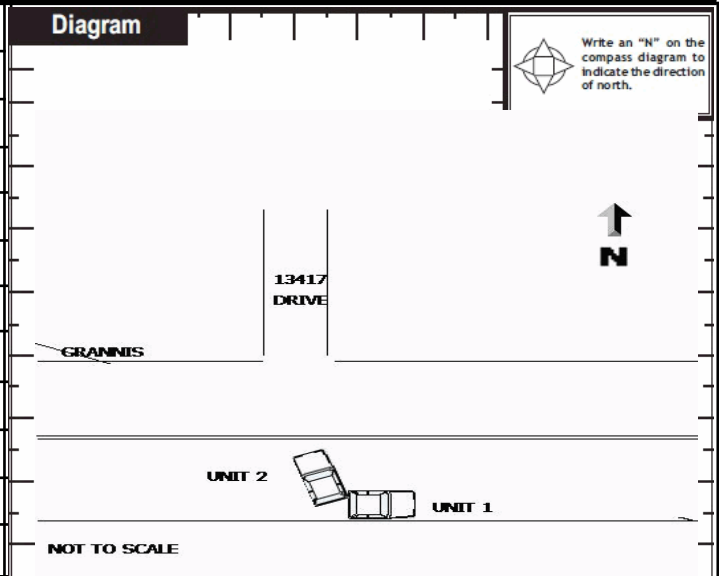 Diagram
Write an “N” on the
compass diagram to
indicate the direction
of north.
N
13417
DRIVE
GRANNIS
UNIT 2
UNIT 1
NOT TO SCALE